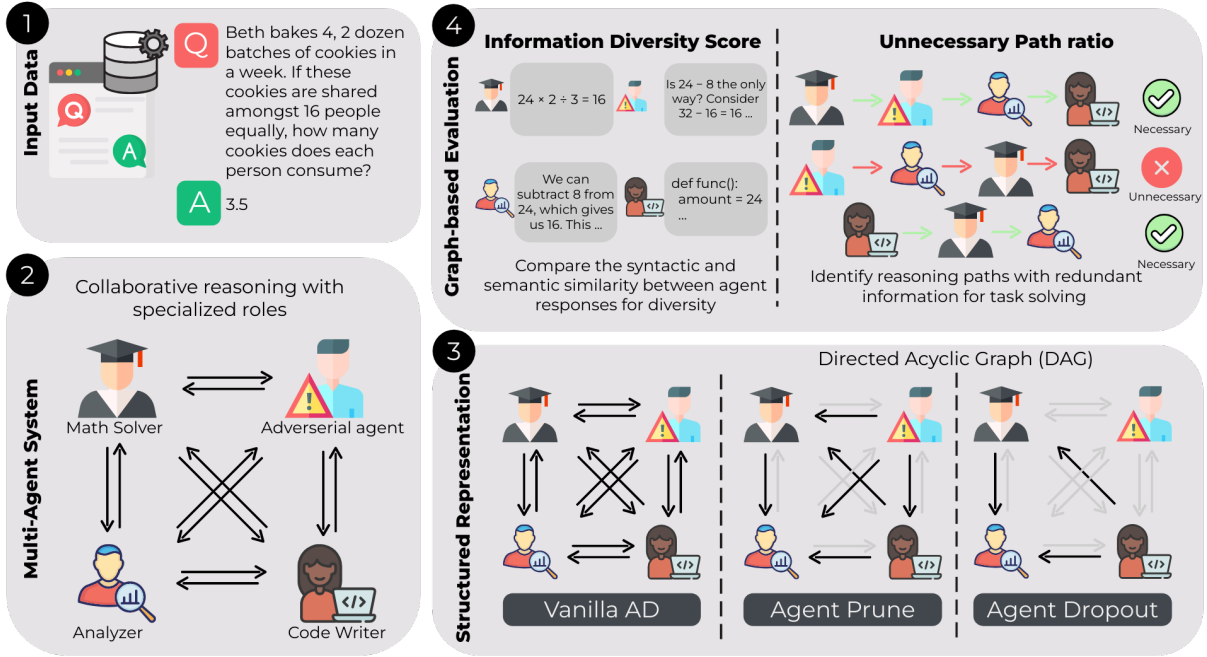 1
Input Data
Q
A
Q
Beth bakes 4, 2 dozen
batches of cookies in
a week. If these
cookies are shared
amongst 16 people
equally, how many
cookies does each
person consume?
A
3.5
2
Multi-Agent System
Collaborative reasoning with
specialized roles
Math Solver
Adverserial agent
Analyzer
</>
Code Writer
4
Graph-based Evaluation
Information Diversity Score
24 × 2 ÷ 3 = 16
!
Is 24 − 8 the only
way? Consider
32 − 16 = 16 ...
We can
subtract 8 from
24, which gives
us 16. This ...
</>
def func():
amount = 24
...
Compare the syntactic and
semantic similarity between agent
responses for diversity
Unnecessary Path ratio
!
</>
Necessary
!
</>
Unnecessary
</>
Necessary
Identify reasoning paths with redundant
information for task solving
3
Structured Representation
Directed Acyclic Graph (DAG)
!
</>
Vanilla AD
!
</>
Agent Prune
!
</>
Agent Dropout